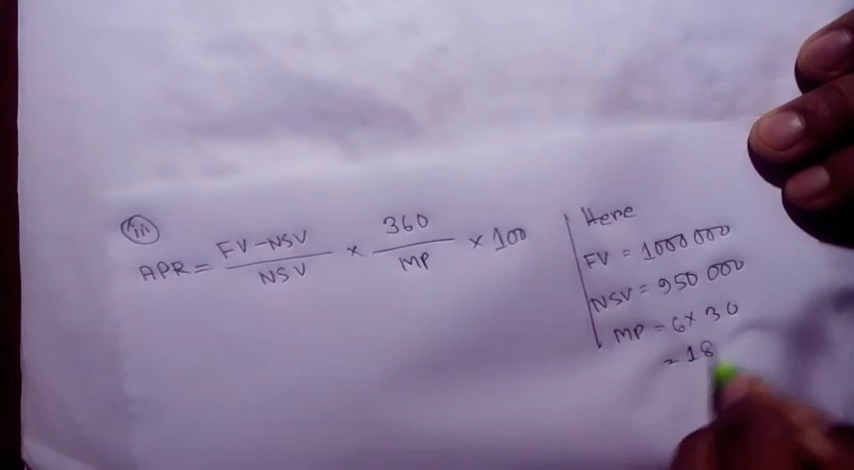 (iii)
APR = FV-NSV / NSV × 360 / MP × 100
Here
FV = 1000 000
NSV = 950 000
MP = 6 × 30
= 18